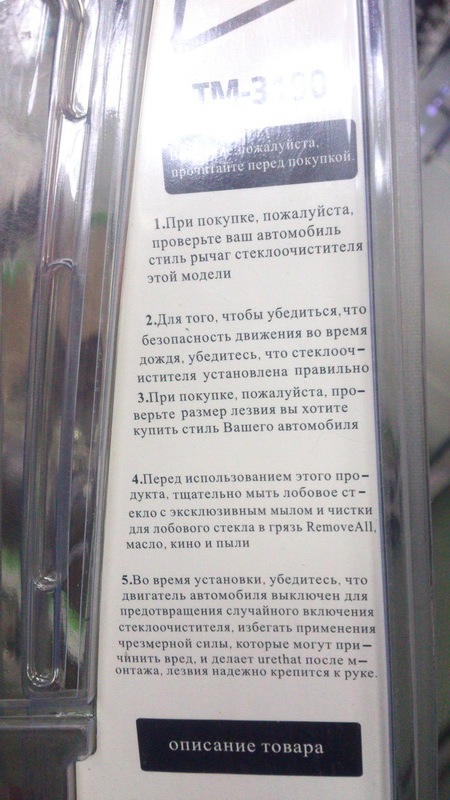 пожалуйста,
прочитайте перед покупкой.
1.При покупке, пожалуйста,
проверьте ваш автомобиль
стиль рычаг стеклоочистителя
этой модели
2.Для того, чтобы убедиться,что
безопасность движения во время
дождя, убедитесь, что стеклооч-
истителя установлена правильно
3.При покупке, пожалуйста, про-
верьте размер лезвия вы хотите
купить стиль Вашего автомобиля
4.Перед использованием этого про-
дукта, тщательно мыть лобовое ст-
екло с эксклюзивным мылом и чистки
для лобового стекла в грязь RemoveAll,
масло, кино и пыли
5.Во время установки, убедитесь, что
двигатель автомобиля выключен для
предотвращения случайного включения
стеклоочистителя, избегать применения
чрезмерной силы, которые могут при-
чинить вред, и делает urethat после м-
онтажа, лезвия надежно крепится к руке.
описание товара